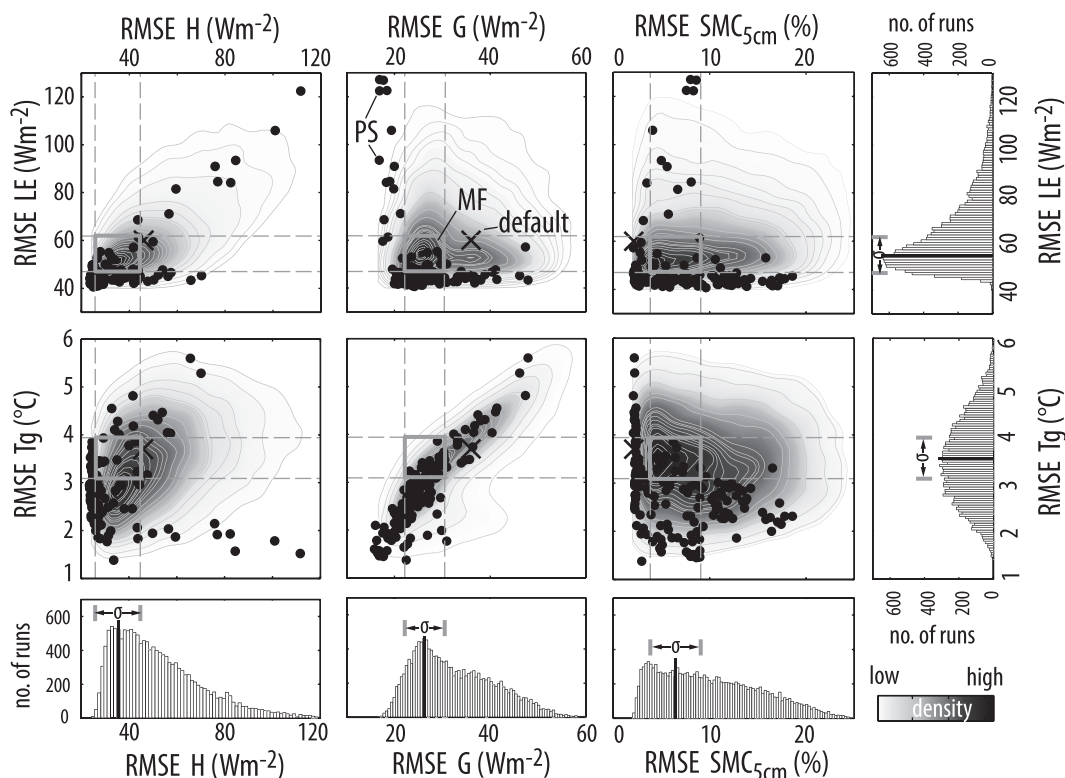 RMSE H (Wm-2)
RMSE G (Wm-2)
RMSE SMC5cm (%)
no. of runs
40 80 120
20 40 60
0 10 20
600 400 200 0
RMSE LE (Wm-2)
120
100
80
60
40
PS
MF
default
σ
120
100
80
60
40
RMSE LE (Wm-2)
RMSE Tg (°C)
6
5
4
3
2
1
σ
6
5
4
3
2
1
RMSE Tg (°C)
600 400 200 0
no. of runs
no. of runs
600
400
200
0
σ
σ
σ
40 80 120
20 40 60
0 10 20
RMSE H (Wm-2)
RMSE G (Wm-2)
RMSE SMC5cm (%)
low high
density